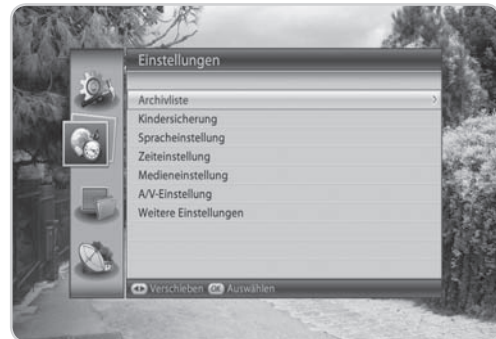 Einstellungen
Archivliste
Kindersicherung
Spracheinstellung
Zeiteinstellung
Medieneinstellung
A/V-Einstellung
Weitere Einstellungen
Verschieben OK Auswählen